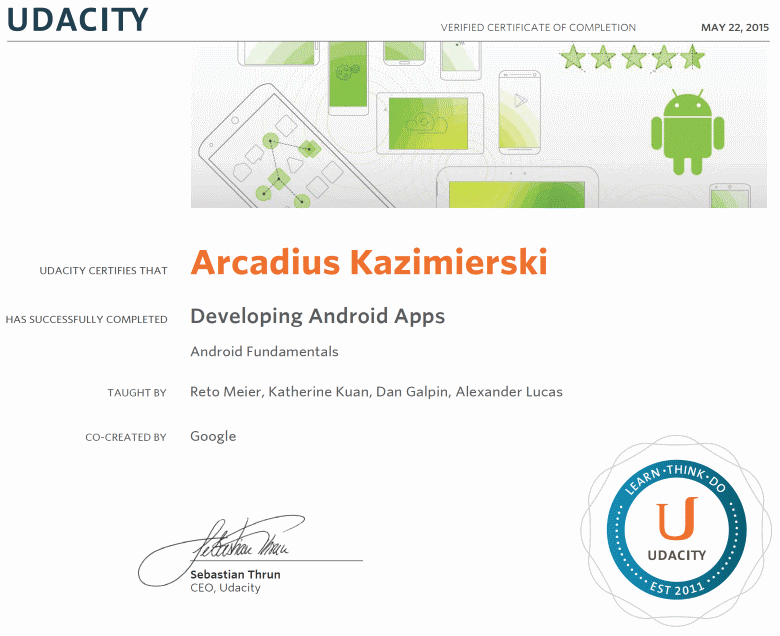 UDACITY
VERIFIED CERTIFICATE OF COMPLETION MAY 22, 2015
UDACITY CERTIFIES THAT Arcadius Kazimierski
HAS SUCCESSFULLY COMPLETED Developing Android Apps
Android Fundamentals
TAUGHT BY Reto Meier, Katherine Kuan, Dan Galpin, Alexander Lucas
CO-CREATED BY Google
Sebastian Thrun
Sebastian Thrun
CEO, Udacity
LEARN·THINK·DO
U
UDACITY
EST 2011